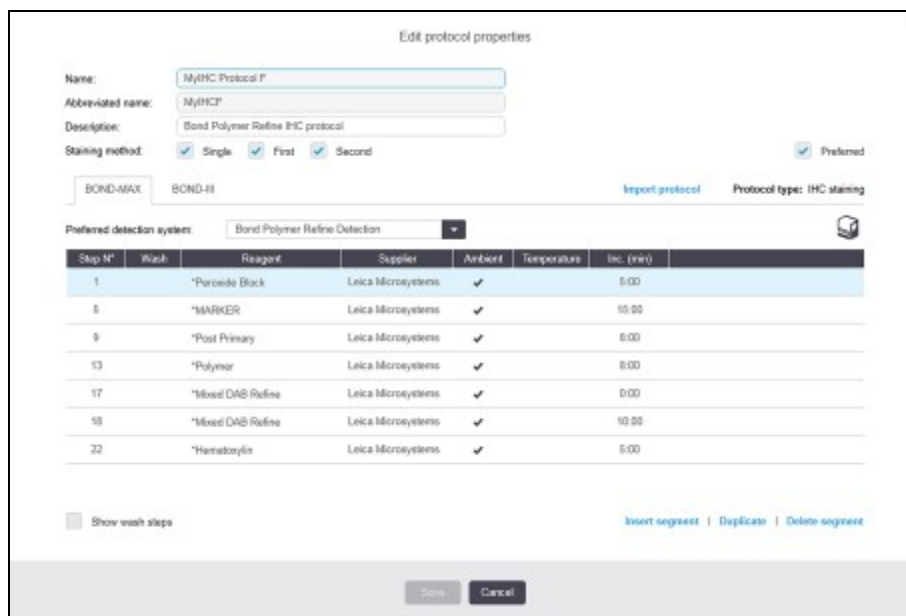 Edit protocol properties
Name: MyIHC Protocol F
Abbreviated name: MyIHCF
Description: Bond Polymer Refine IHC protocol
Staining method: Single First Second Preferred
BOND-MAX BOND-III Import protocol Protocol type: IHC staining
Preferred detection system: Bond Polymer Refine Detection
Step N° Wash Reagent Supplier Ambient Temperature Inc. (min)
1 *Peroxide Block Leica Microsystems 5:00
5 *MARKER Leica Microsystems 15:00
9 *Post Primary Leica Microsystems 8:00
13 *Polymer Leica Microsystems 8:00
17 *Mixed DAB Refine Leica Microsystems 0:00
18 *Mixed DAB Refine Leica Microsystems 10:00
22 *Hematoxylin Leica Microsystems 5:00
Show wash steps Insert segment | Duplicate | Delete segment
Save Cancel